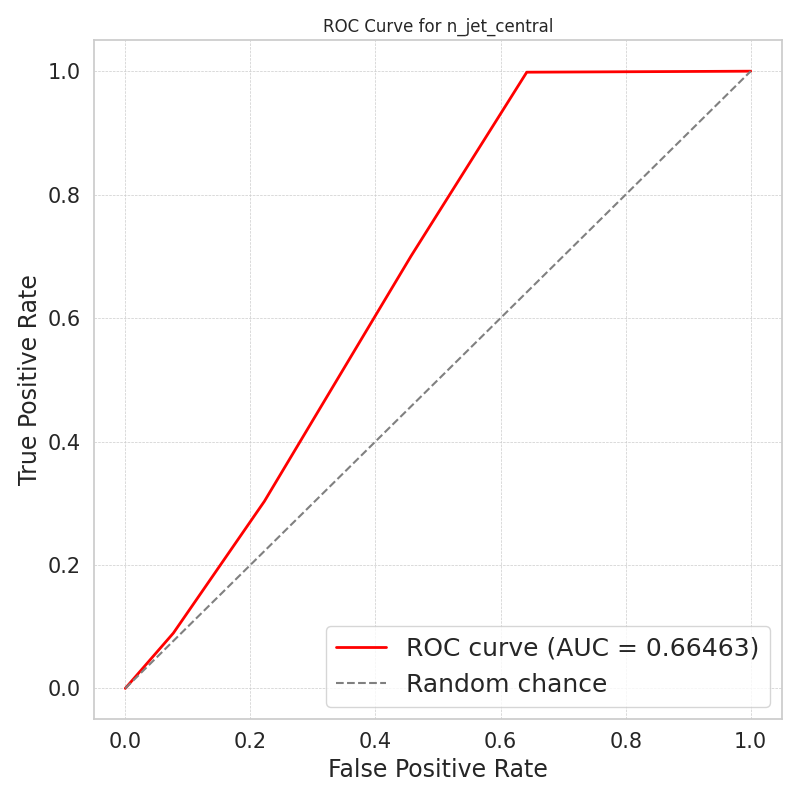 ROC Curve for n_jet_central
1.0
0.8
0.6
0.4
0.2
0.0
True Positive Rate
ROC curve (AUC = 0.66463)
Random chance
0.0 0.2 0.4 0.6 0.8 1.0
False Positive Rate